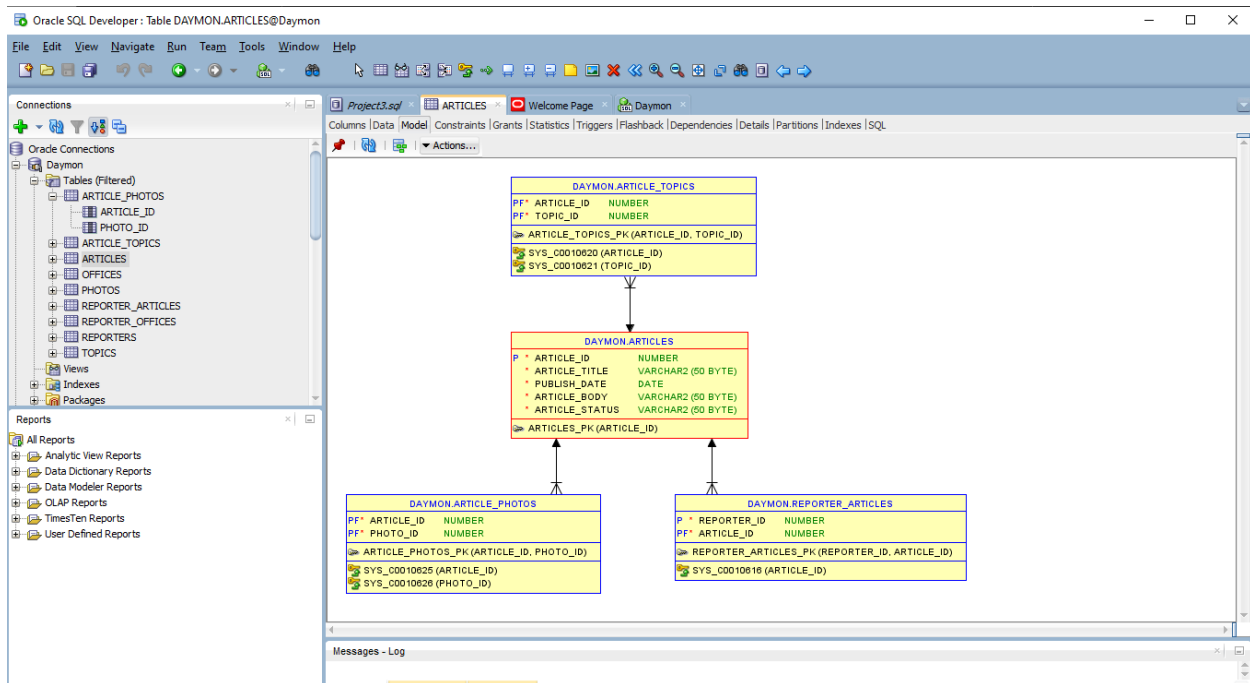 Oracle SQL Developer : Table DAYMON.ARTICLES@Daymon
File Edit View Navigate Run Team Tools Window Help
Connections
Oracle Connections
Daymon
Tables (Filtered)
ARTICLE_PHOTOS
ARTICLE_ID
PHOTO_ID
ARTICLE_TOPICS
ARTICLES
OFFICES
PHOTOS
REPORTER_ARTICLES
REPORTER_OFFICES
REPORTERS
TOPICS
Views
Indexes
Packages
Reports
All Reports
Analytic View Reports
Data Dictionary Reports
Data Modeler Reports
OLAP Reports
TimesTen Reports
User Defined Reports
Project3.sql ARTICLES Welcome Page Daymon
Columns |Data |Model |Constraints |Grants |Statistics |Triggers |Flashback |Dependencies |Details |Partitions |Indexes |SQL
Actions...
DAYMON.ARTICLE_TOPICS
PF* ARTICLE_ID NUMBER
PF* TOPIC_ID NUMBER
ARTICLE_TOPICS_PK (ARTICLE_ID, TOPIC_ID)
SYS_C0010620 (ARTICLE_ID)
SYS_C0010621 (TOPIC_ID)
DAYMON.ARTICLES
P * ARTICLE_ID NUMBER
* ARTICLE_TITLE VARCHAR2 (50 BYTE)
* PUBLISH_DATE DATE
* ARTICLE_BODY VARCHAR2 (50 BYTE)
* ARTICLE_STATUS VARCHAR2 (50 BYTE)
ARTICLES_PK (ARTICLE_ID)
DAYMON.ARTICLE_PHOTOS
PF* ARTICLE_ID NUMBER
PF* PHOTO_ID NUMBER
ARTICLE_PHOTOS_PK (ARTICLE_ID, PHOTO_ID)
SYS_C0010625 (ARTICLE_ID)
SYS_C0010626 (PHOTO_ID)
DAYMON.REPORTER_ARTICLES
P * REPORTER_ID NUMBER
PF* ARTICLE_ID NUMBER
REPORTER_ARTICLES_PK (REPORTER_ID, ARTICLE_ID)
SYS_C0010616 (ARTICLE_ID)
Messages - Log